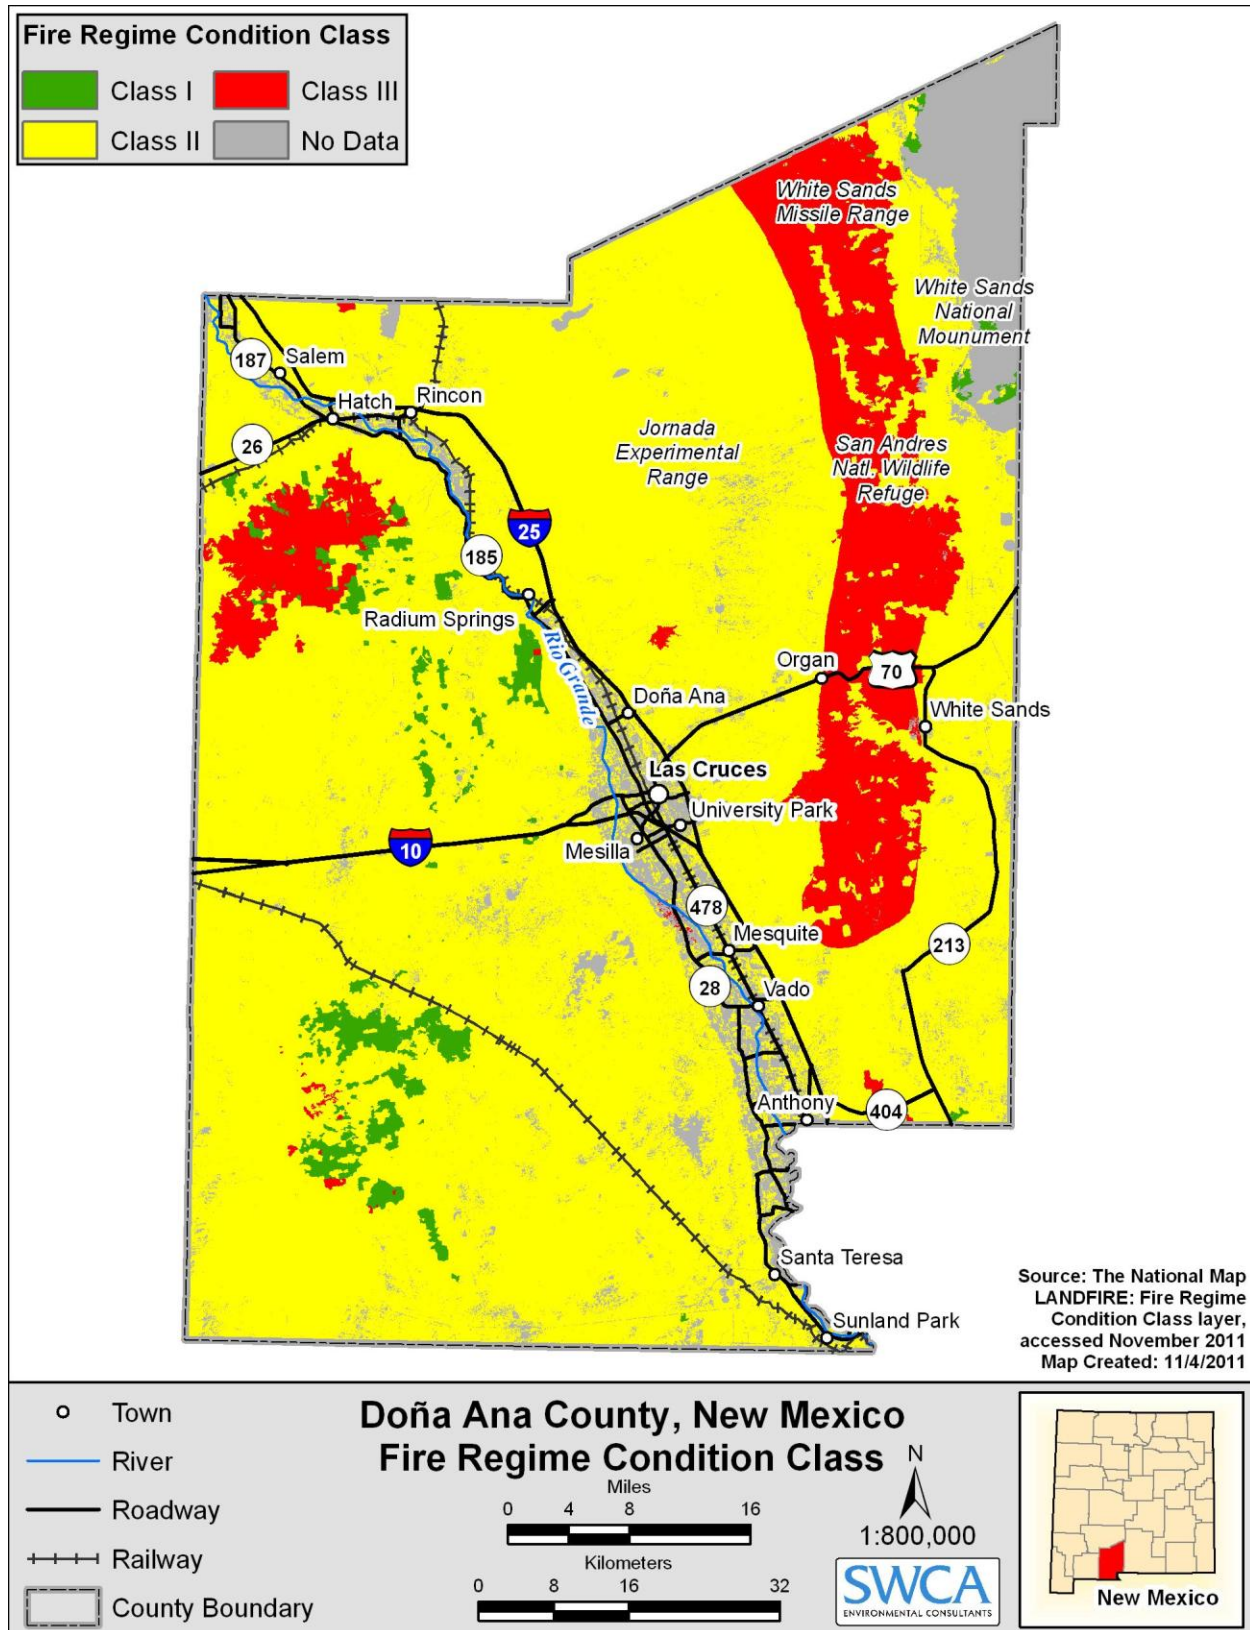 Fire Regime Condition Class
Class I
Class III
Class II
No Data
White Sands
Missile Range
White Sands
National
Mounument
187
Salem
Hatch
Rincon
26
Jornada
Experimental
Range
San Andres
Natl. Wildlife
Refuge
25
185
Radium Springs
Rio Grande
Organ
70
Doña Ana
White Sands
Las Cruces
University Park
10
Mesilla
478
Mesquite
213
28
Vado
Anthony
404
Santa Teresa
Sunland Park
Source: The National Map
LANDFIRE: Fire Regime
Condition Class layer,
accessed November 2011
Map Created: 11/4/2011
Town
River
Roadway
Railway
County Boundary
Doña Ana County, New Mexico
Fire Regime Condition Class
Miles
0 4 8 16
Kilometers
0 8 16 32
N
1:800,000
SWCA
ENVIRONMENTAL CONSULTANTS
New Mexico